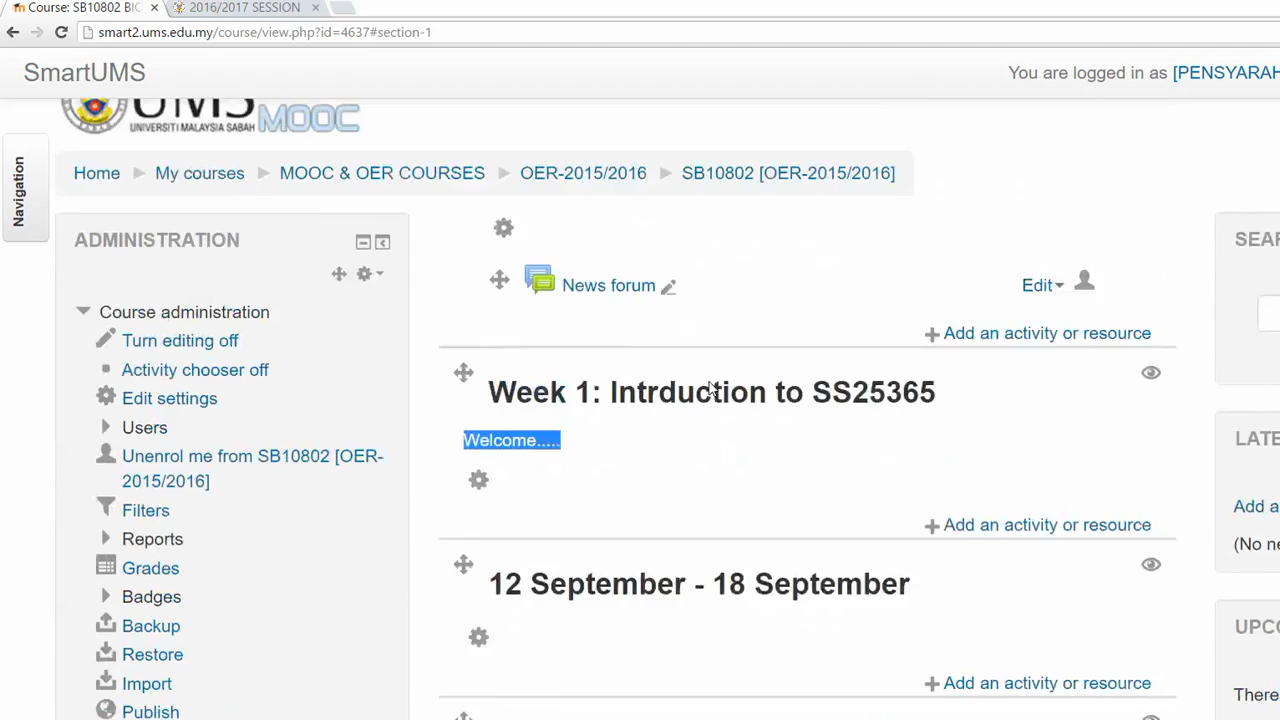 Course: SB10802 BIO
2016/2017 SESSION
smart2.ums.edu.my/course/view.php?id=4637#section-1
SmartUMS
You are logged in as [PENSYARAH
UMS
UNIVERSITI MALAYSIA SABAH MOOC
Navigation
Home My courses MOOC & OER COURSES OER-2015/2016 SB10802 [OER-2015/2016]
ADMINISTRATION
Course administration
Turn editing off
Activity chooser off
Edit settings
Users
Unenrol me from SB10802 [OER-
2015/2016]
Filters
Reports
Grades
Badges
Backup
Restore
Import
Publish
News forum
Edit
Add an activity or resource
Week 1: Intrduction to SS25365
Welcome.....
Add an activity or resource
12 September - 18 September
Add an activity or resource
SEAR
LATE
Add a
(No ne
UPCO
There